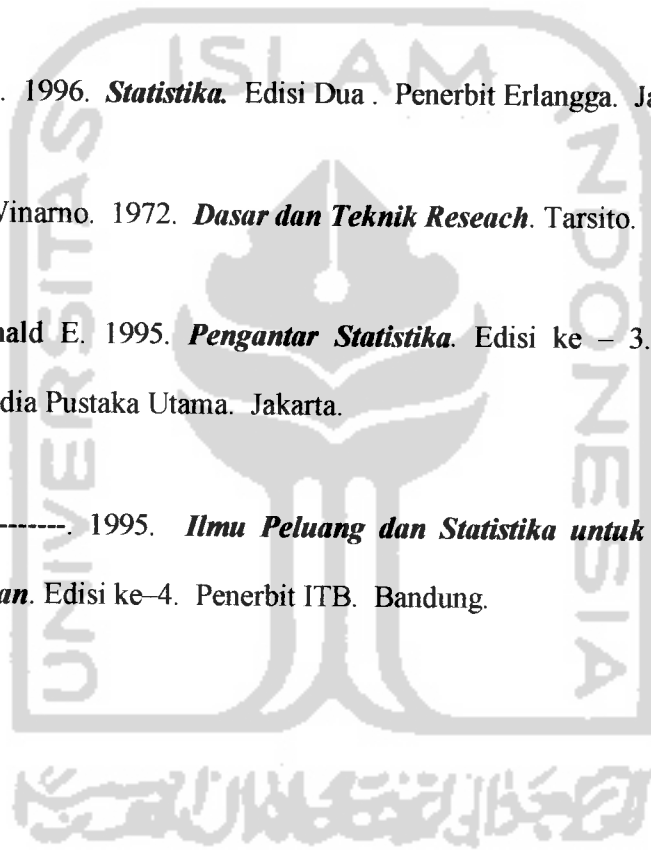 ISLAM
. 1996. Statistika. Edisi Dua . Penerbit Erlangga. Ja
Vinarno. 1972. Dasar dan Teknik Reseach. Tarsito.
nald E. 1995. Pengantar Statistika. Edisi ke – 3.
dia Pustaka Utama. Jakarta.
-------. 1995. Ilmu Peluang dan Statistika untuk
an. Edisi ke–4. Penerbit ITB. Bandung.
UNIVERSITAS
INDONESIA